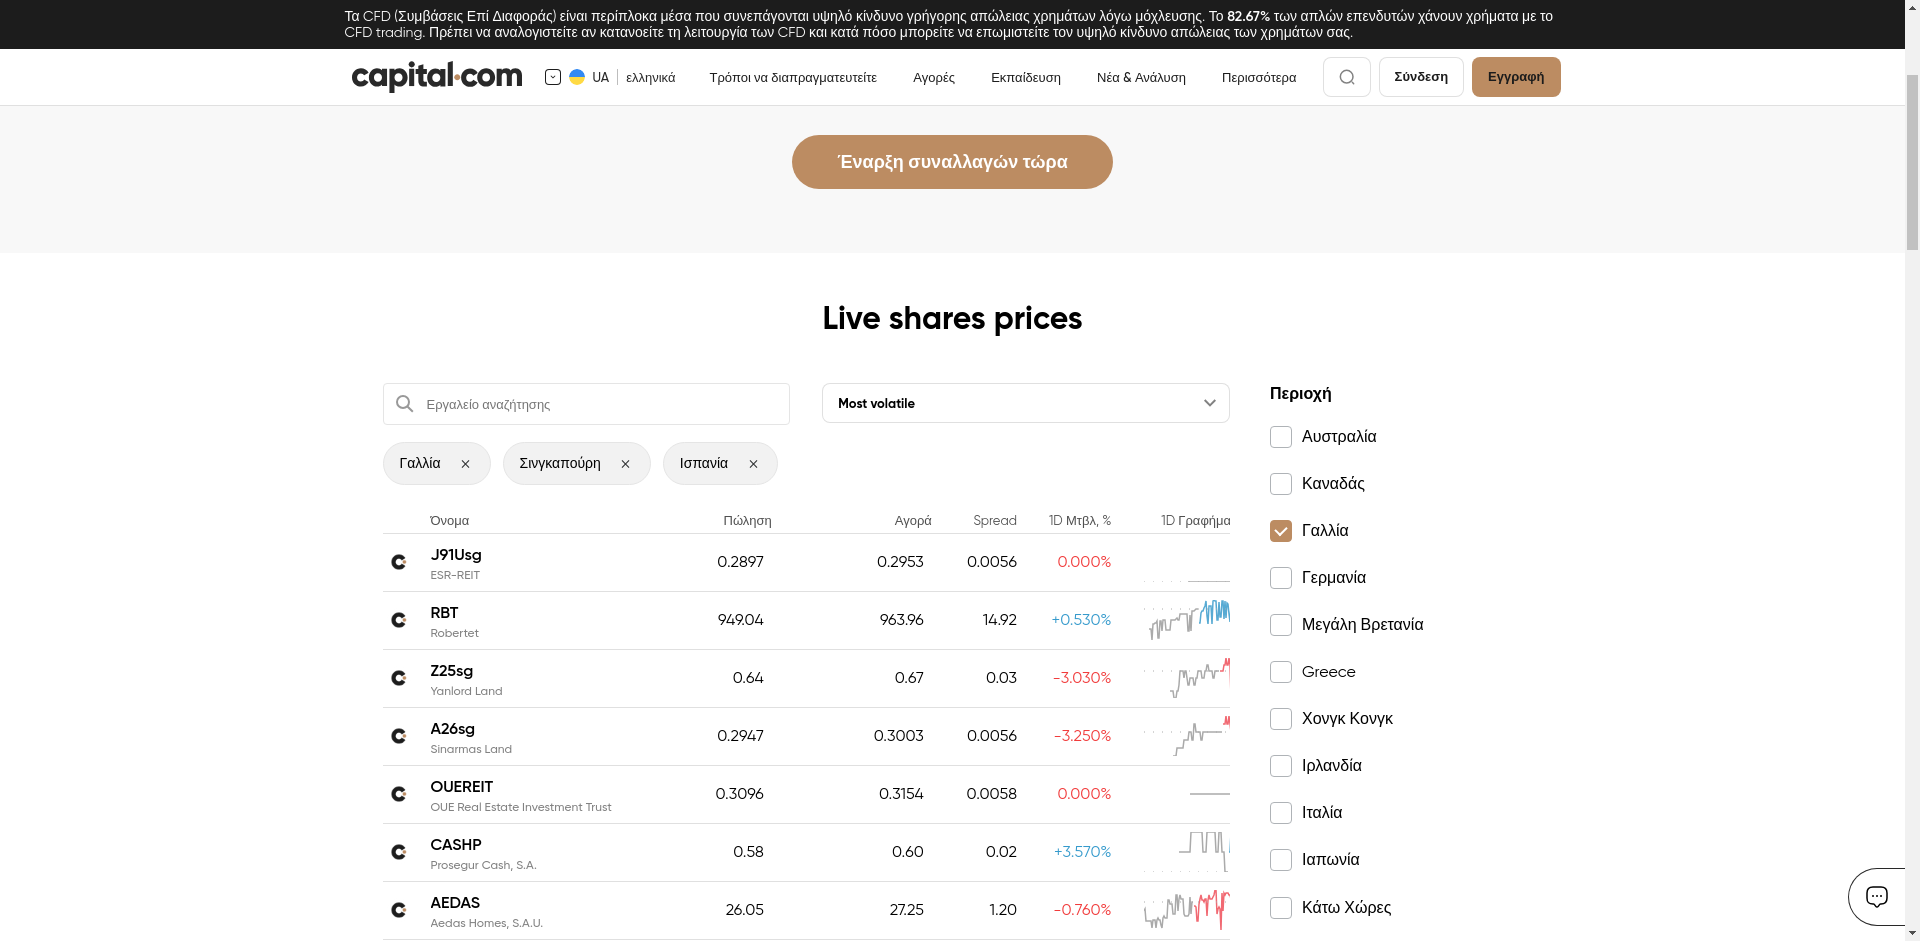 Τα CFD (Συμβάσεις Επί Διαφοράς) είναι περίπλοκα μέσα που συνεπάγονται υψηλό κίνδυνο γρήγορης απώλειας χρημάτων λόγω μόχλευσης. Το 82.67% των απλών επενδυτών χάνουν χρήματα με το
CFD trading. Πρέπει να αναλογιστείτε αν κατανοείτε τη λειτουργία των CFD και κατά πόσο μπορείτε να επωμιστείτε τον υψηλό κίνδυνο απώλειας των χρημάτων σας.
capital.com UA ελληνικά Τρόποι να διαπραγματευτείτε Αγορές Εκπαίδευση Νέα & Ανάλυση Περισσότερα Σύνδεση Εγγραφή
Έναρξη συναλλαγών τώρα
Live shares prices
Εργαλείο αναζήτησης
Most volatile
Γαλλία
Σινγκαπούρη
Ισπανία
Όνομα Πώληση Αγορά Spread 1D Μτβλ, % 1D Γραφήμα
J91Usg 0.2897 0.2953 0.0056 0.000%
ESR-REIT
RBT 949.04 963.96 14.92 +0.530%
Robertet
Z25sg 0.64 0.67 0.03 -3.030%
Yanlord Land
A26sg 0.2947 0.3003 0.0056 -3.250%
Sinarmas Land
OUEREIT 0.3096 0.3154 0.0058 0.000%
OUE Real Estate Investment Trust
CASHP 0.58 0.60 0.02 +3.570%
Prosegur Cash, S.A.
AEDAS 26.05 27.25 1.20 -0.760%
Aedas Homes, S.A.U.
Περιοχή
Αυστραλία
Καναδάς
Γαλλία
Γερμανία
Μεγάλη Βρετανία
Greece
Χονγκ Κονγκ
Ιρλανδία
Ιταλία
Ιαπωνία
Κάτω Χώρες